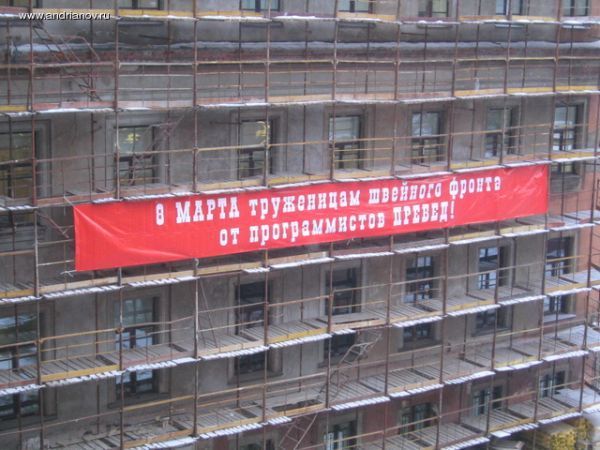 www.andrianov.ru
8 МАРТА труженицам швейного фронта
от программистов ПРЕВЕД!